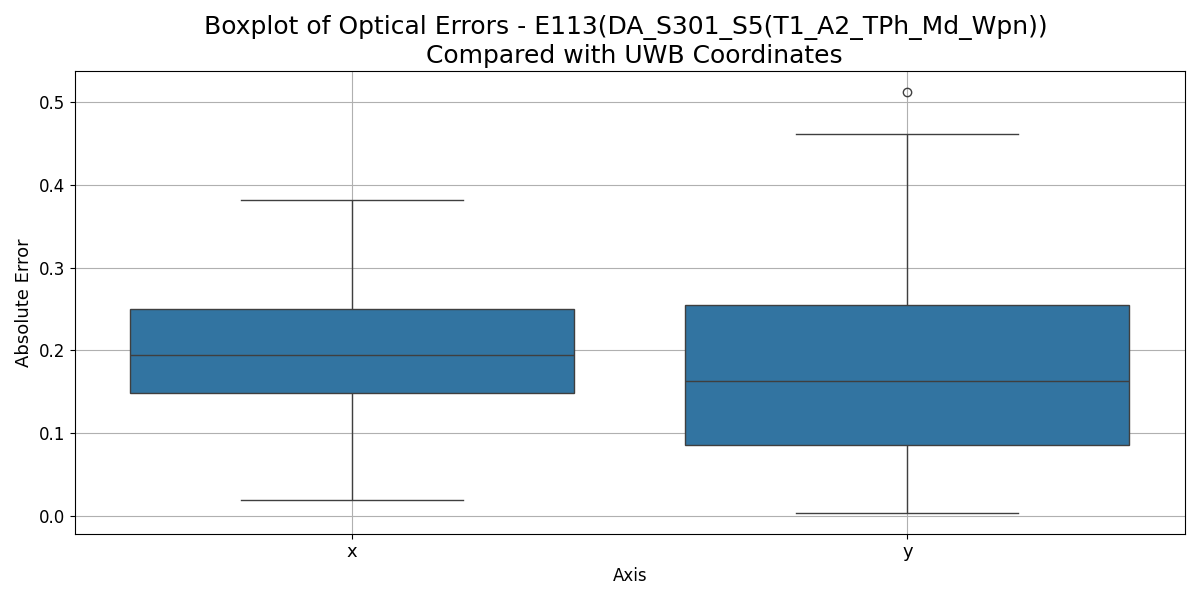 Boxplot of Optical Errors - E113(DA_S301_S5(T1_A2_TPh_Md_Wpn))
Compared with UWB Coordinates
Absolute Error
0.5
0.4
0.3
0.2
0.1
0.0
x
y
Axis